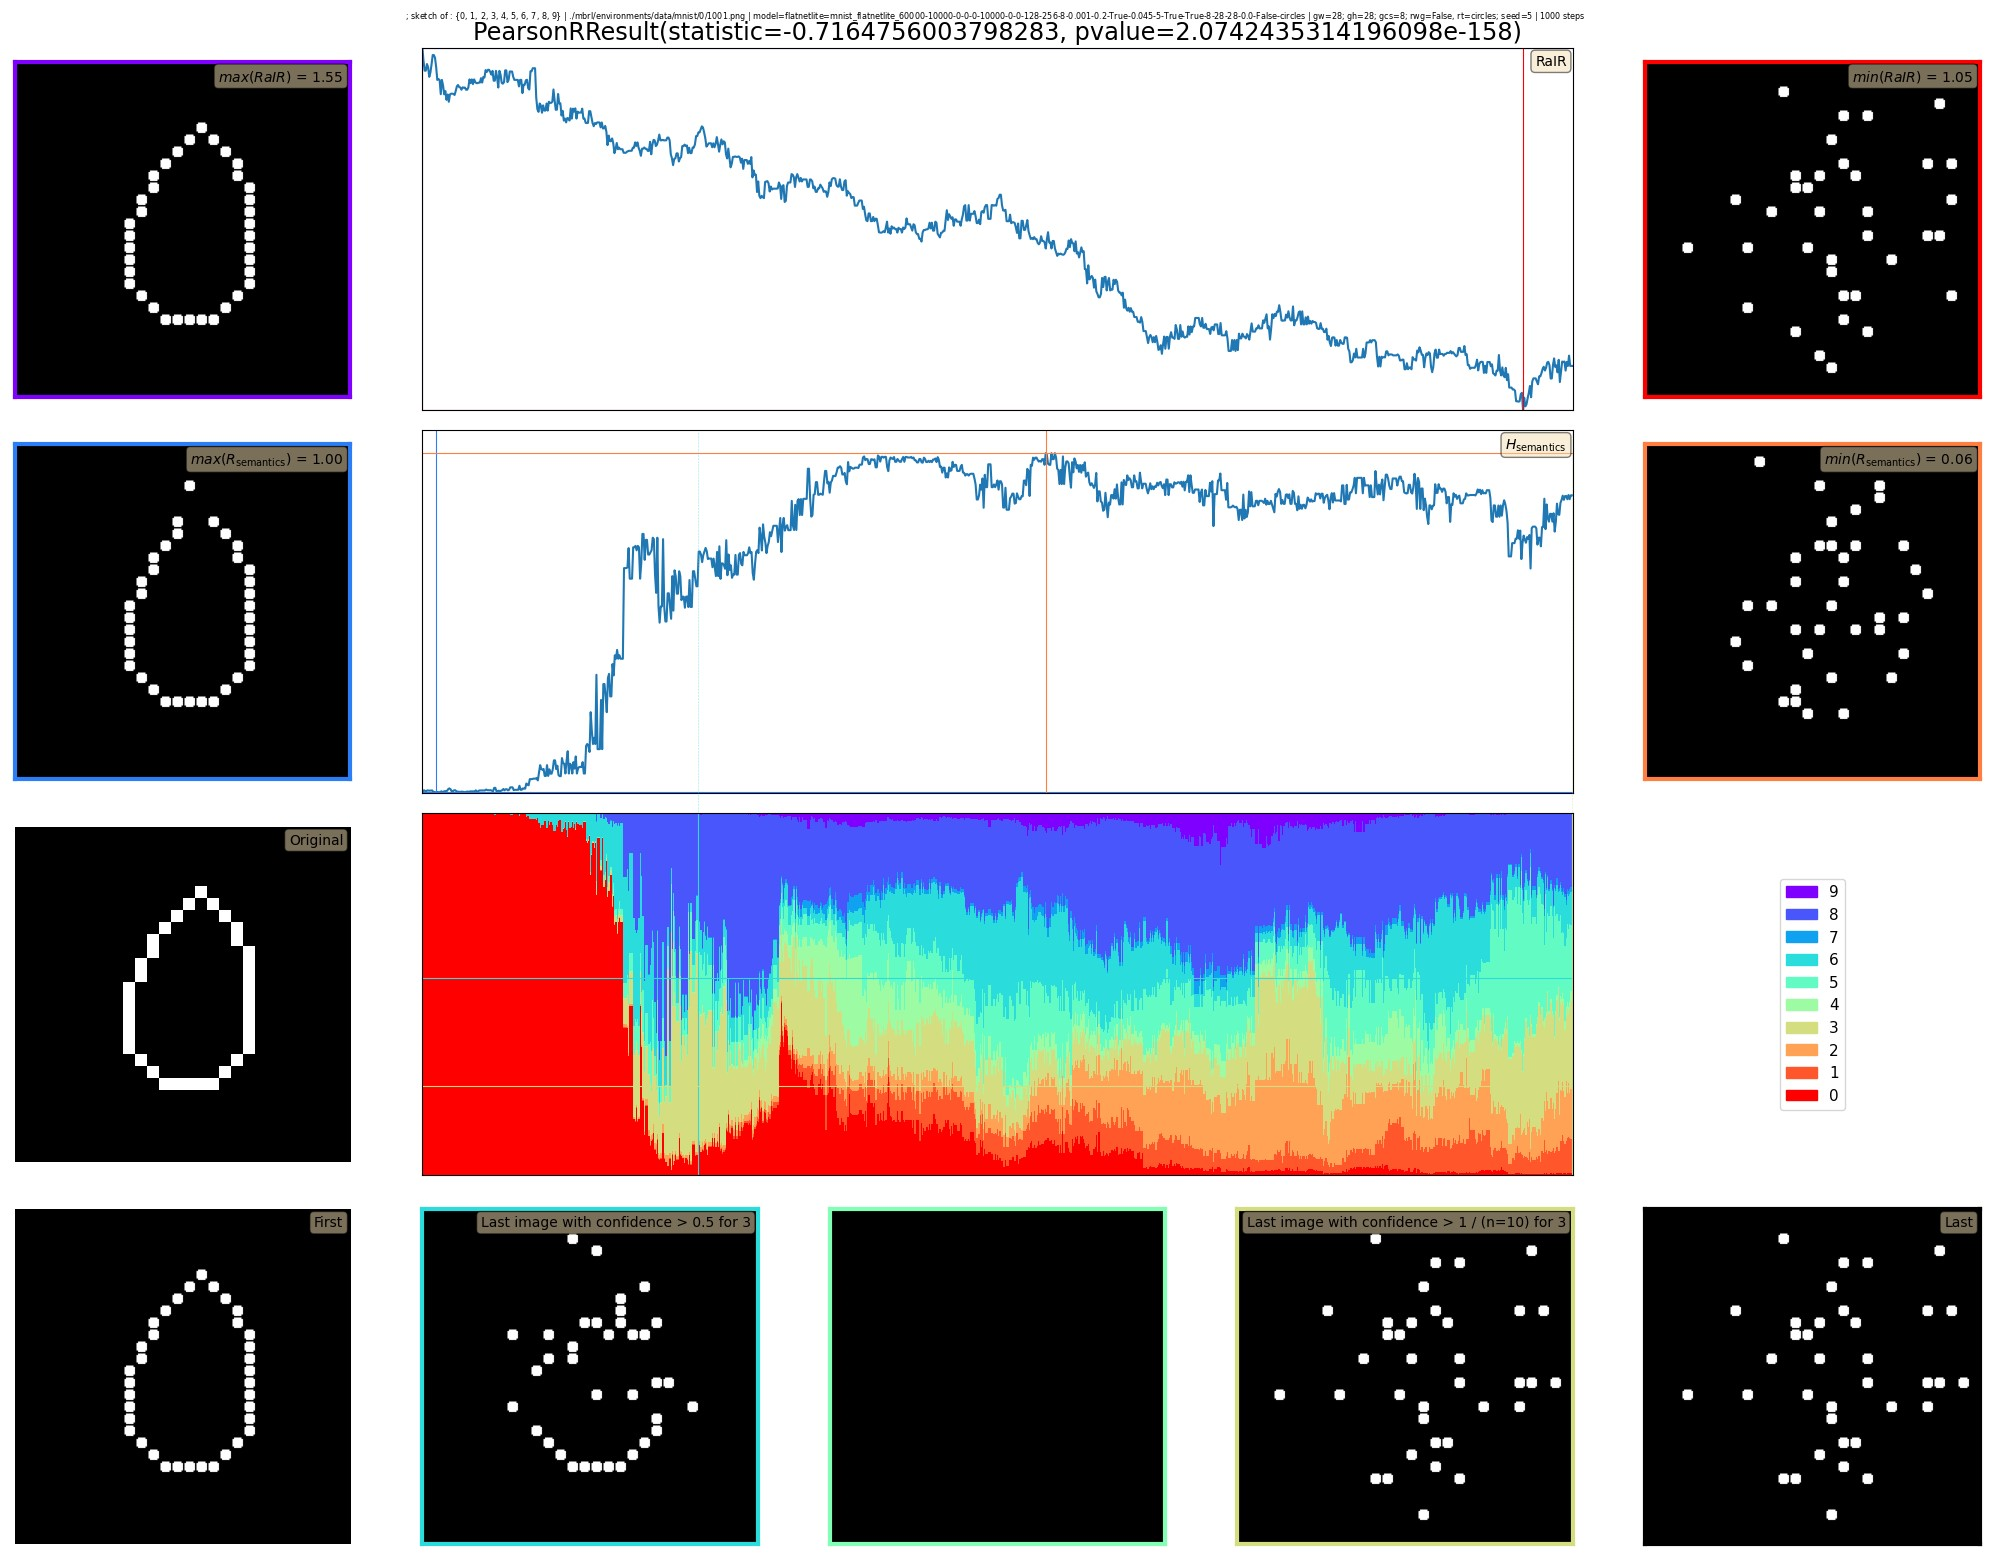 ; sketch of : {0, 1, 2, 3, 4, 5, 6, 7, 8, 9} | ./mbrl/environments/data/mnist/0/1001.png | model=flatnetlite=mnist_flatnetlite_60000-10000-0-0-0-10000-0-0-128-256-8-0.001-0.2-True-0.045-5-True-True-8-28-28-0.0-False-circles | gw=28; gh=28; gcs=8; rwg=False, rt=circles; seed=5 | 1000 steps
PearsonRResult(statistic=-0.7164756003798283, pvalue=2.0742435314196098e-158)
max(RaIR) = 1.55
RaIR
min(RaIR) = 1.05
max(Rsemantics) = 1.00
Hsemantics
min(Rsemantics) = 0.06
Original
9
8
7
6
5
4
3
2
1
0
First
Last image with confidence > 0.5 for 3
Last image with confidence > 1 / (n=10) for 3
Last